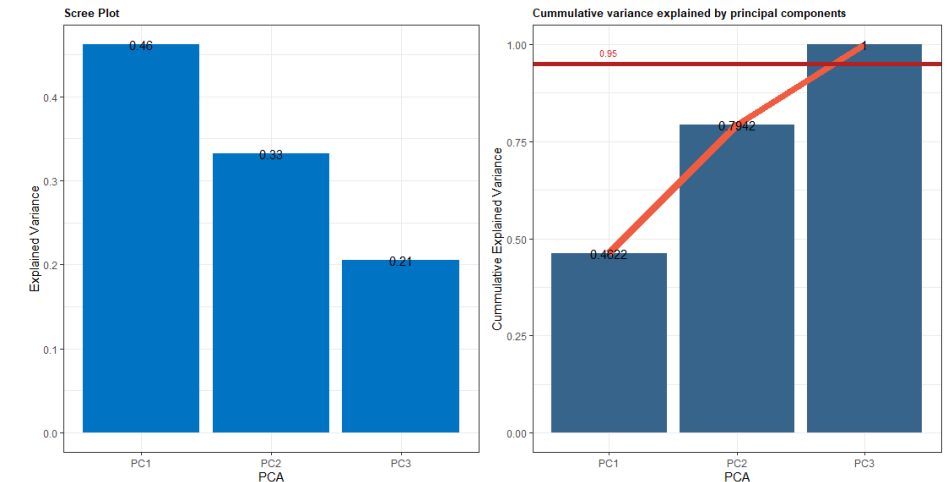 Scree Plot
Explained Variance
0.4
0.3
0.2
0.1
0.0
0.46
0.33
0.21
PC1 PC2 PC3
PCA
Cummulative variance explained by principal components
Cummulative Explained Variance
1.00
0.75
0.50
0.25
0.00
0.95
0.4622
0.7942
1
PC1 PC2 PC3
PCA